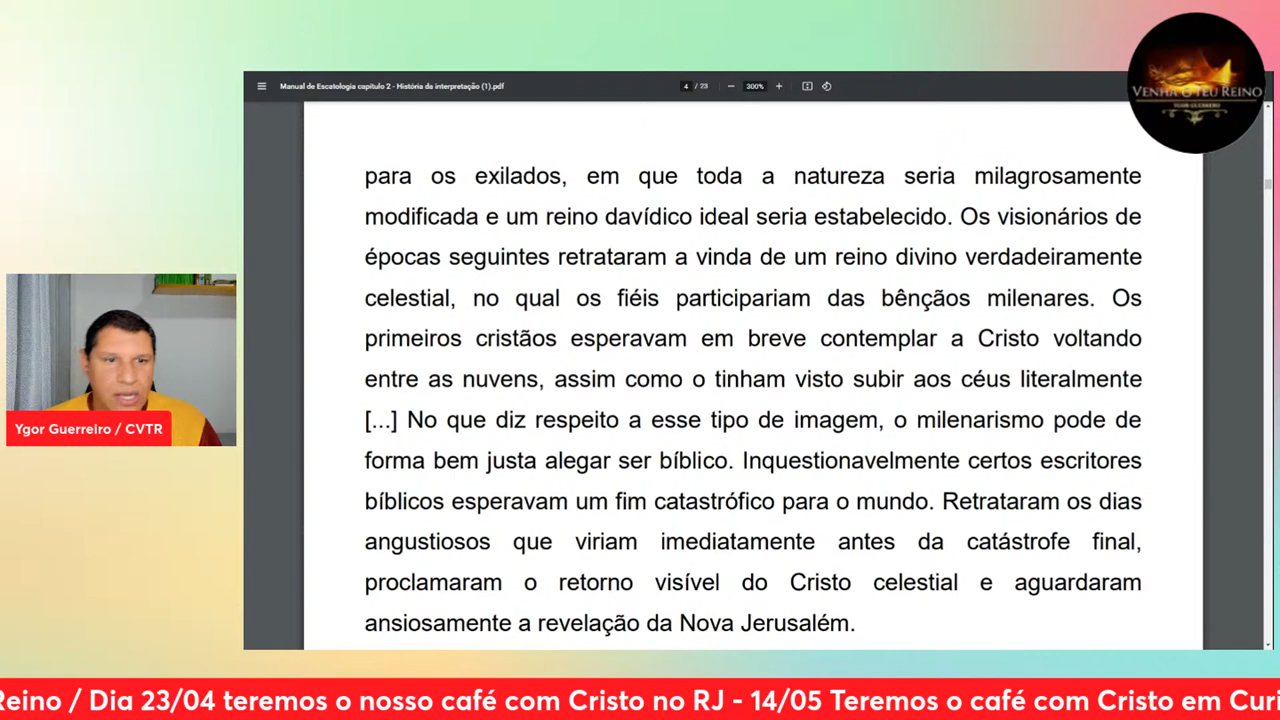 VENHA O TEU REINO
YGOR GUERREIRO
Manual de Escatologia capítulo 2 - História da interpretação (1).pdf
4 / 23
300%
para os exilados, em que toda a natureza seria milagrosamente
modificada e um reino davídico ideal seria estabelecido. Os visionários de
épocas seguintes retrataram a vinda de um reino divino verdadeiramente
celestial, no qual os fiéis participariam das bênçãos milenares. Os
primeiros cristãos esperavam em breve contemplar a Cristo voltando
entre as nuvens, assim como o tinham visto subir aos céus literalmente
[...] No que diz respeito a esse tipo de imagem, o milenarismo pode de
forma bem justa alegar ser bíblico. Inquestionavelmente certos escritores
bíblicos esperavam um fim catastrófico para o mundo. Retrataram os dias
angustiosos que viriam imediatamente antes da catástrofe final,
proclamaram o retorno visível do Cristo celestial e aguardaram
ansiosamente a revelação da Nova Jerusalém.
Ygor Guerreiro / CVTR
Reino / Dia 23/04 teremos o nosso café com Cristo no RJ - 14/05 Teremos o café com Cristo em Curi